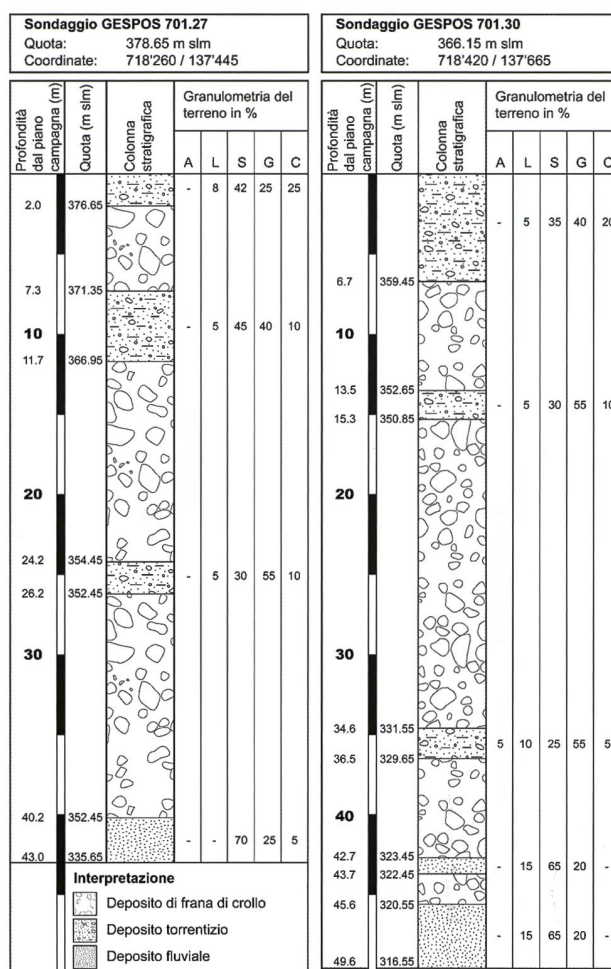 Sondaggio GESPOS 701.27
Quota: 378.65 m slm
Coordinate: 718'260 / 137'445
Profondità dal piano campagna (m)
Quota (m slm)
Colonna stratigrafica
Granulometria del terreno in %
A L S G C
- 8 42 25 25
2.0 376.65
7.3 371.35
- 5 45 40 10
10
11.7 366.95
20
24.2 354.45
- 5 30 55 10
26.2 352.45
30
40.2 352.45
- - 70 25 5
43.0 335.65
Interpretazione
Deposito di frana di crollo
Deposito torrentizio
Deposito fluviale
Sondaggio GESPOS 701.30
Quota: 366.15 m slm
Coordinate: 718'420 / 137'665
Profondità dal piano campagna (m)
Quota (m slm)
Colonna stratigrafica
Granulometria del terreno in %
A L S G C
- 5 35 40 20
6.7 359.45
10
13.5 352.65
- 5 30 55 10
15.3 350.85
20
30
34.6 331.55
5 10 25 55 5
36.5 329.65
40
42.7 323.45
- 15 65 20 -
43.7 322.45
45.6 320.55
- 15 65 20 -
49.6 316.55